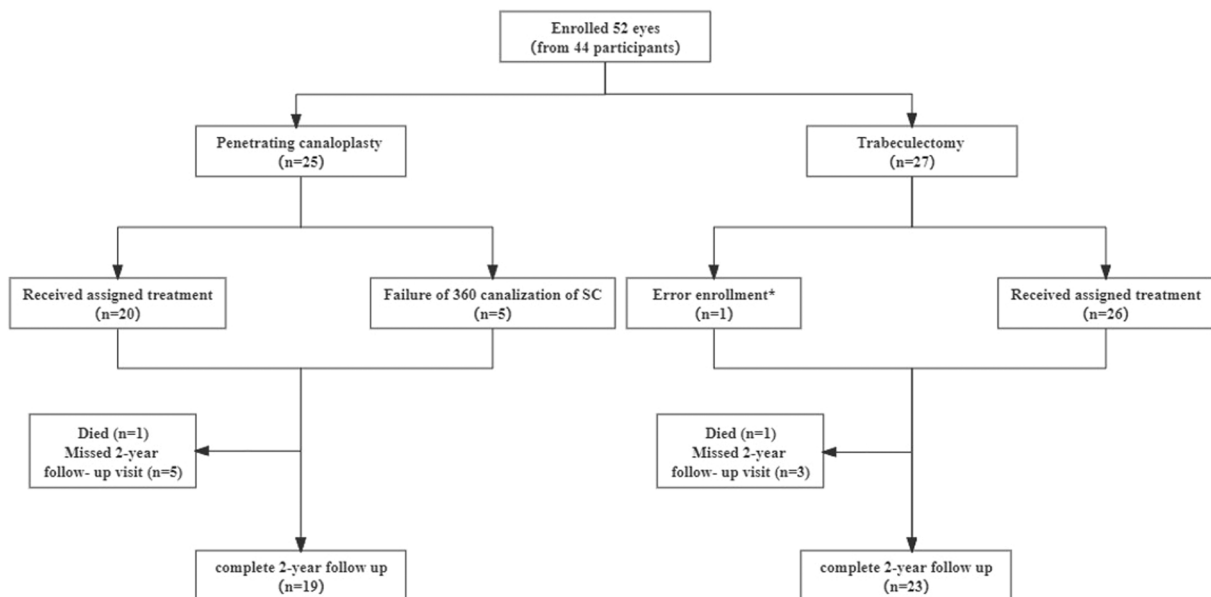 Enrolled 52 eyes
(from 44 participants)
Penetrating canaloplasty
(n=25)
Trabeculectomy
(n=27)
Received assigned treatment
(n=20)
Failure of 360 canalization of SC
(n=5)
Error enrollment*
(n=1)
Received assigned treatment
(n=26)
Died (n=1)
Missed 2-year
follow- up visit (n=5)
Died (n=1)
Missed 2-year
follow- up visit (n=3)
complete 2-year follow up
(n=19)
complete 2-year follow up
(n=23)